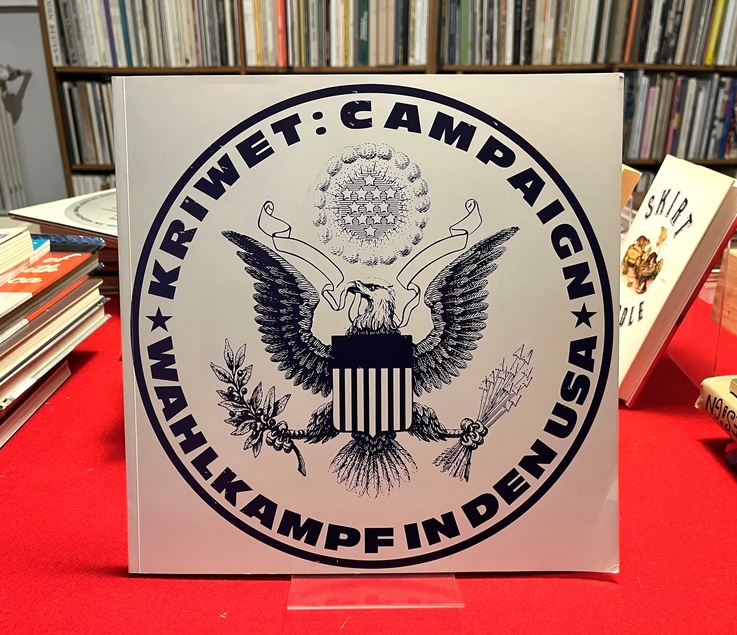 KRIWET: CAMPAIGN
★ WAHLKAMPF IN DEN USA ★
SKIRT